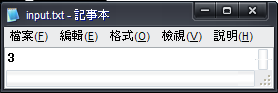 input.txt - 記事本
檔案(F) 編輯(E) 格式(O) 檢視(V) 說明(H)
3